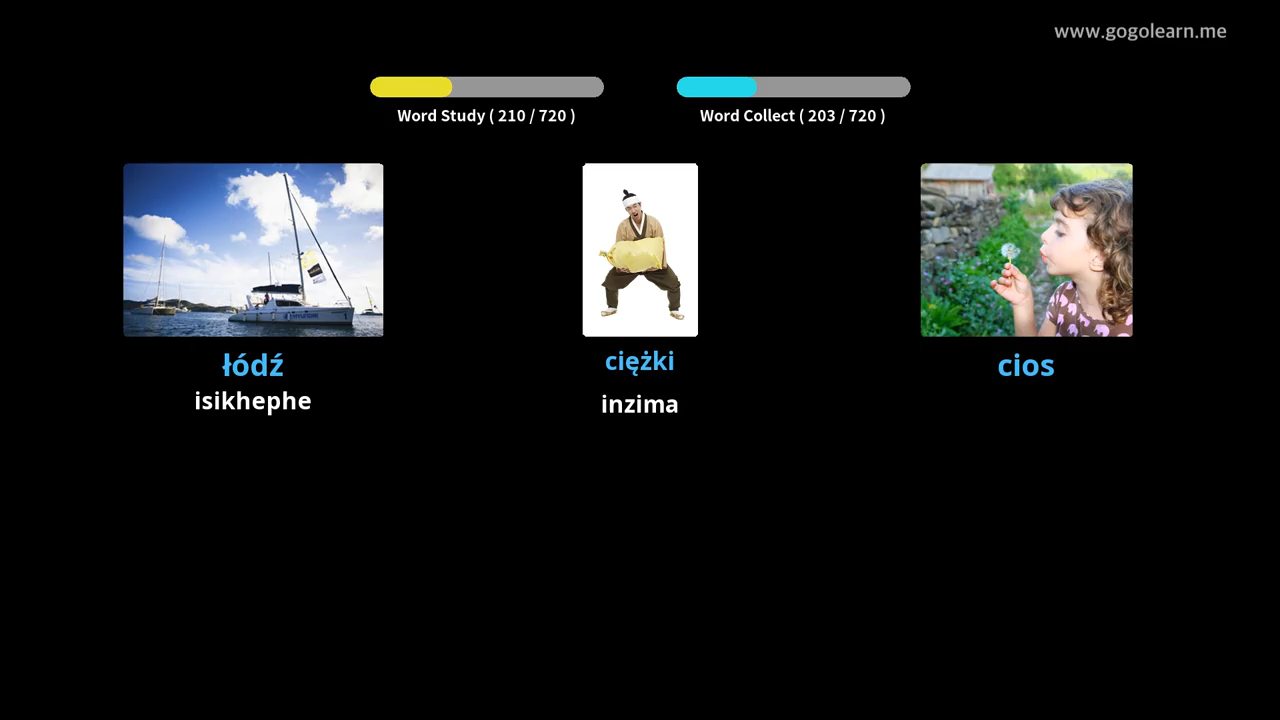 www.gogolearn.me
Word Study ( 210 / 720 )
Word Collect ( 203 / 720 )
łódź
isikhephe
ciężki
inzima
cios